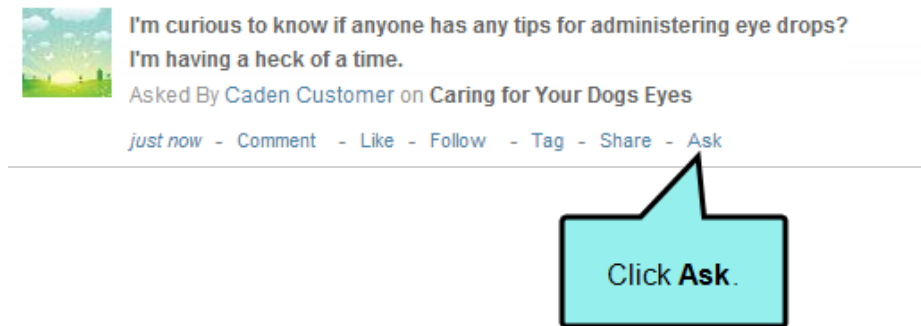 I'm curious to know if anyone has any tips for administering eye drops?
I'm having a heck of a time.
Asked By Caden Customer on Caring for Your Dogs Eyes
just now - Comment - Like - Follow - Tag - Share - Ask
Click Ask.